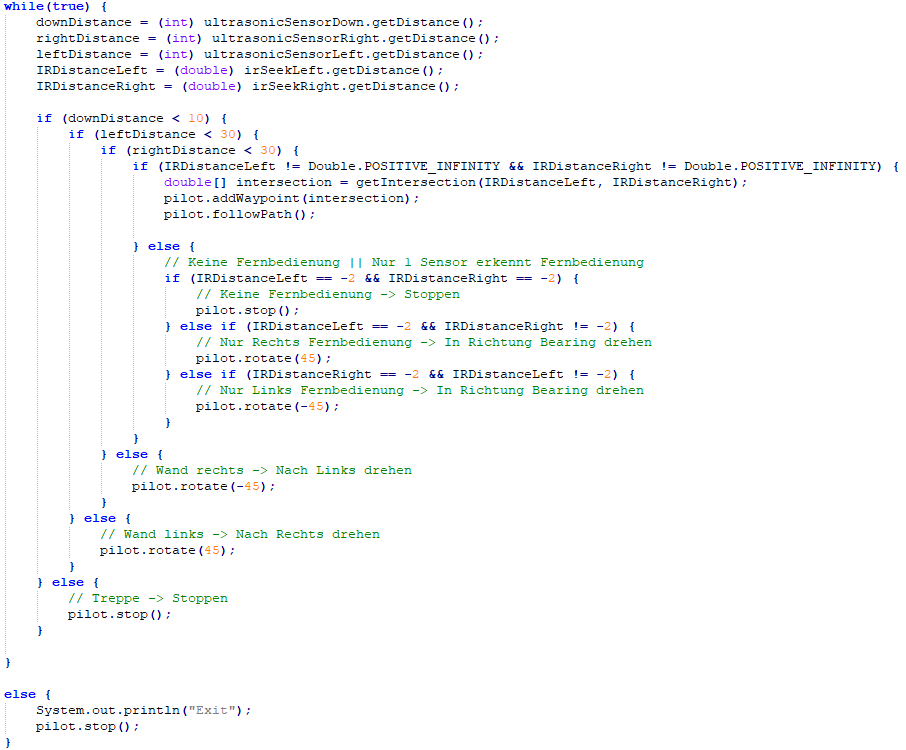 while(true) {
    downDistance = (int) ultrasonicSensorDown.getDistance();
    rightDistance = (int) ultrasonicSensorRight.getDistance();
    leftDistance = (int) ultrasonicSensorLeft.getDistance();
    IRDistanceLeft = (double) irSeekLeft.getDistance();
    IRDistanceRight = (double) irSeekRight.getDistance();

    if (downDistance < 10) {
        if (leftDistance < 30) {
            if (rightDistance < 30) {
                if (IRDistanceLeft != Double.POSITIVE_INFINITY && IRDistanceRight != Double.POSITIVE_INFINITY) {
                    double[] intersection = getIntersection(IRDistanceLeft, IRDistanceRight);
                    pilot.addWaypoint(intersection);
                    pilot.followPath();

                } else {
                    // Keine Fernbedienung || Nur 1 Sensor erkennt Fernbedienung
                    if (IRDistanceLeft == -2 && IRDistanceRight == -2) {
                        // Keine Fernbedienung -> Stoppen
                        pilot.stop();
                    } else if (IRDistanceLeft == -2 && IRDistanceRight != -2) {
                        // Nur Rechts Fernbedienung -> In Richtung Bearing drehen
                        pilot.rotate(45);
                    } else if (IRDistanceRight == -2 && IRDistanceLeft != -2) {
                        // Nur Links Fernbedienung -> In Richtung Bearing drehen
                        pilot.rotate(-45);
                    }
                }
            } else {
                // Wand rechts -> Nach Links drehen
                pilot.rotate(-45);
            }
        } else {
            // Wand links -> Nach Rechts drehen
            pilot.rotate(45);
        }
    } else {
        // Treppe -> Stoppen
        pilot.stop();
    }

}

else {
    System.out.println("Exit");
    pilot.stop();
}